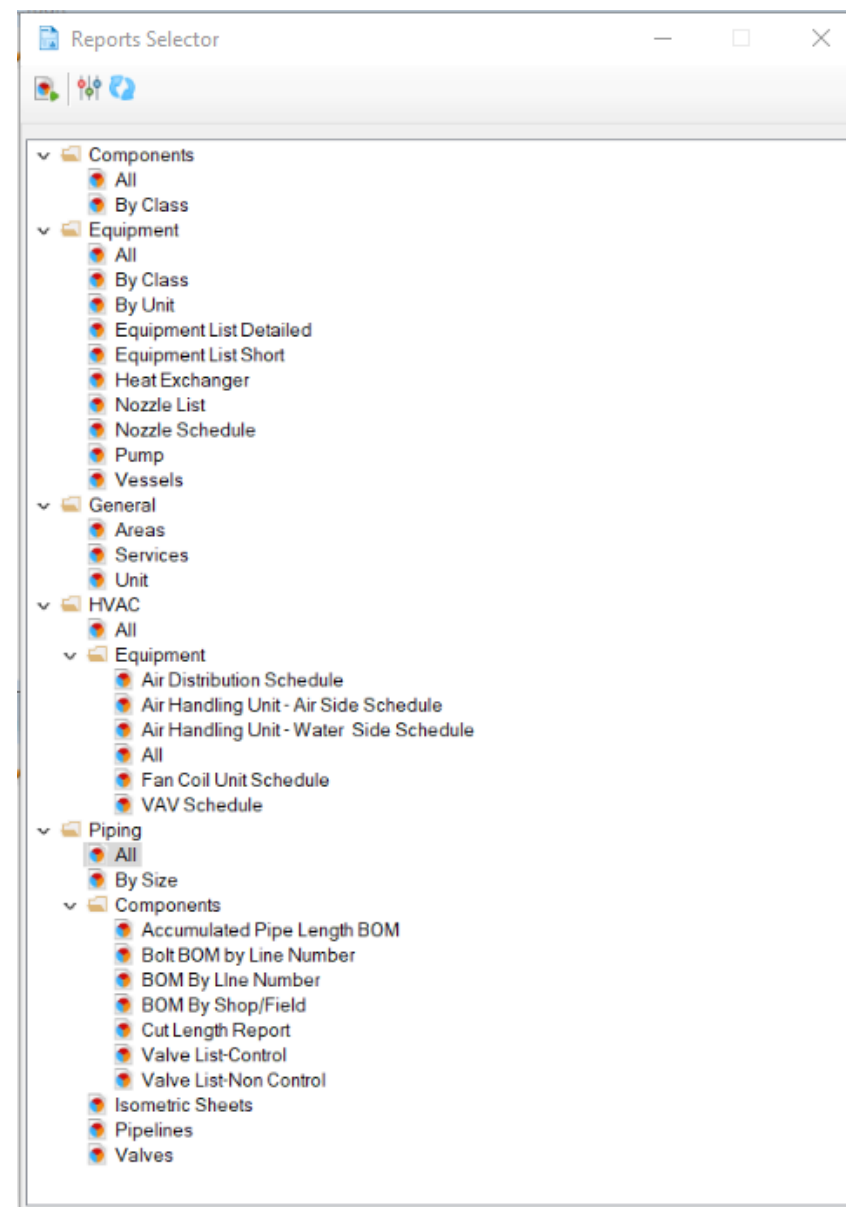 Reports Selector
Components
All
By Class
Equipment
All
By Class
By Unit
Equipment List Detailed
Equipment List Short
Heat Exchanger
Nozzle List
Nozzle Schedule
Pump
Vessels
General
Areas
Services
Unit
HVAC
All
Equipment
Air Distribution Schedule
Air Handling Unit - Air Side Schedule
Air Handling Unit - Water Side Schedule
All
Fan Coil Unit Schedule
VAV Schedule
Piping
All
By Size
Components
Accumulated Pipe Length BOM
Bolt BOM by Line Number
BOM By LIne Number
BOM By Shop/Field
Cut Length Report
Valve List-Control
Valve List-Non Control
Isometric Sheets
Pipelines
Valves